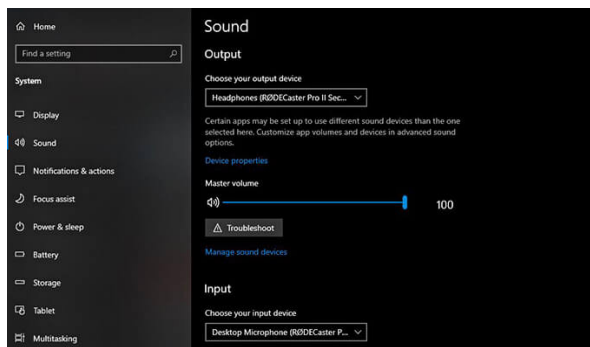 Home
Find a setting
System
Display
Sound
Notifications & actions
Focus assist
Power & sleep
Battery
Storage
Tablet
Multitasking
Sound
Output
Choose your output device
Headphones (RØDECaster Pro II Sec...
Certain apps may be set up to use different sound devices than the one
selected here. Customize app volumes and devices in advanced sound
options.
Device properties
Master volume
100
Troubleshoot
Manage sound devices
Input
Choose your input device
Desktop Microphone (RØDECaster P...